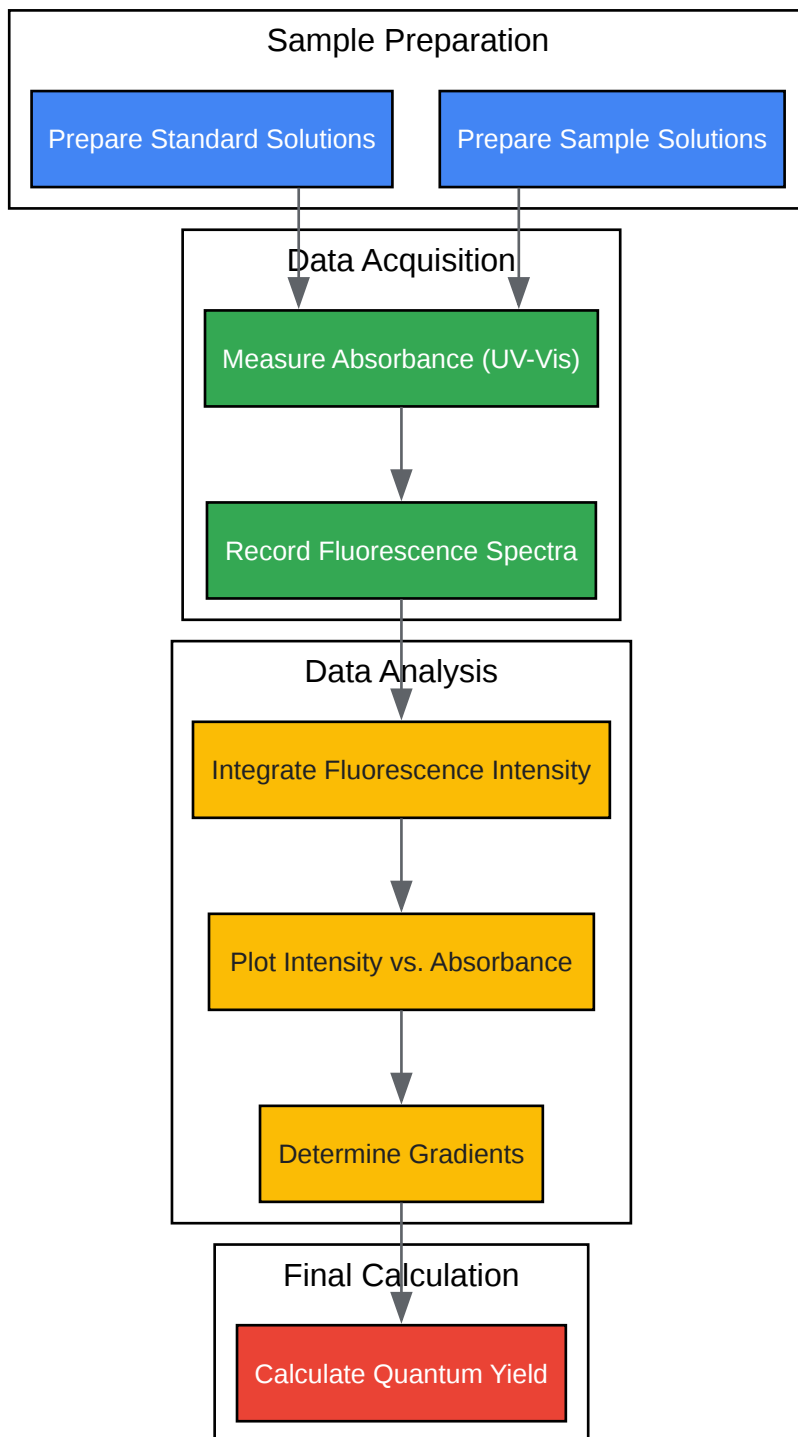 Sample Preparation
Prepare Standard Solutions
Prepare Sample Solutions
Data Acquisition
Measure Absorbance (UV-Vis)
Record Fluorescence Spectra
Data Analysis
Integrate Fluorescence Intensity
Plot Intensity vs. Absorbance
Determine Gradients
Final Calculation
Calculate Quantum Yield